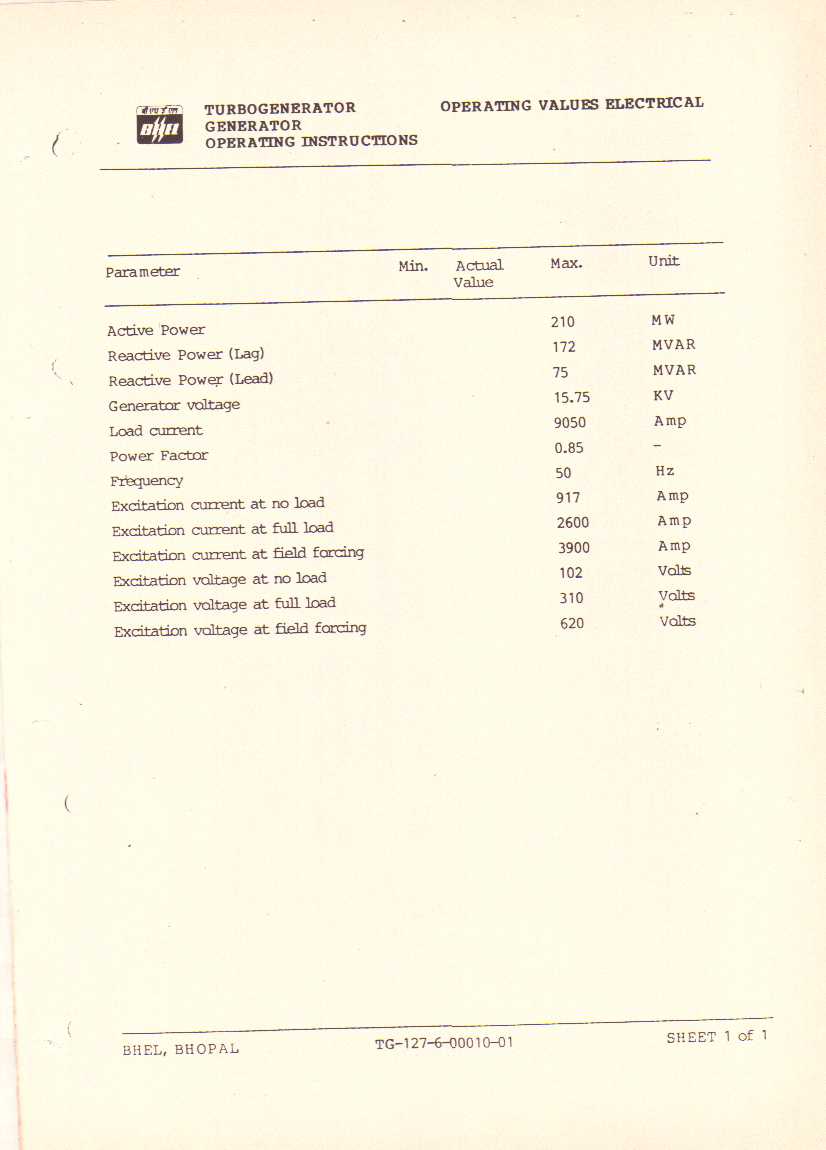 बी एच ई एल
BHEL
TURBOGENERATOR OPERATING VALUES ELECTRICAL
GENERATOR
OPERATING INSTRUCTIONS
Parameter Min. Actual Value Max. Unit
Active Power 210 MW
Reactive Power (Lag) 172 MVAR
Reactive Power (Lead) 75 MVAR
Generator voltage 15.75 KV
Load current 9050 Amp
Power Factor 0.85 –
Frequency 50 Hz
Excitation current at no load 917 Amp
Excitation current at full load 2600 Amp
Excitation current at field forcing 3900 Amp
Excitation voltage at no load 102 Volts
Excitation voltage at full load 310 Volts
Excitation voltage at field forcing 620 Volts
BHEL, BHOPAL TG-127-6-00010-01 SHEET 1 of 1